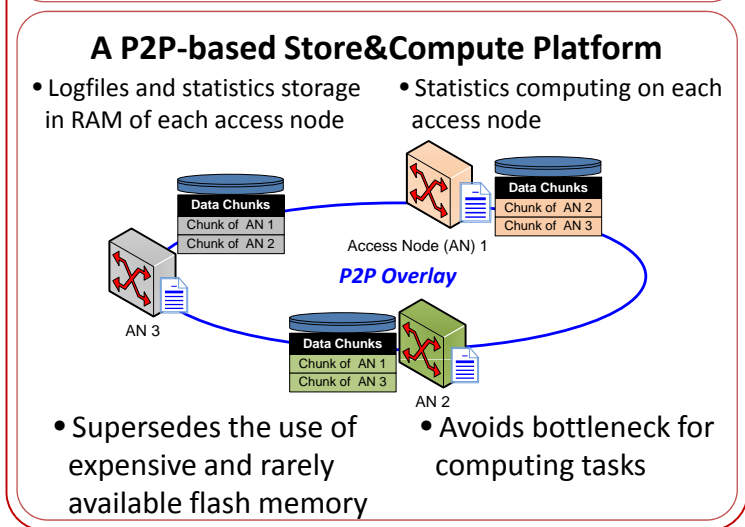 A P2P-based Store&Compute Platform
• Logfiles and statistics storage
in RAM of each access node
• Statistics computing on each
access node
Data Chunks
Chunk of AN 1
Chunk of AN 2
Data Chunks
Chunk of AN 2
Chunk of AN 3
Access Node (AN) 1
P2P Overlay
AN 3
Data Chunks
Chunk of AN 1
Chunk of AN 3
AN 2
• Supersedes the use of
expensive and rarely
available flash memory
• Avoids bottleneck for
computing tasks